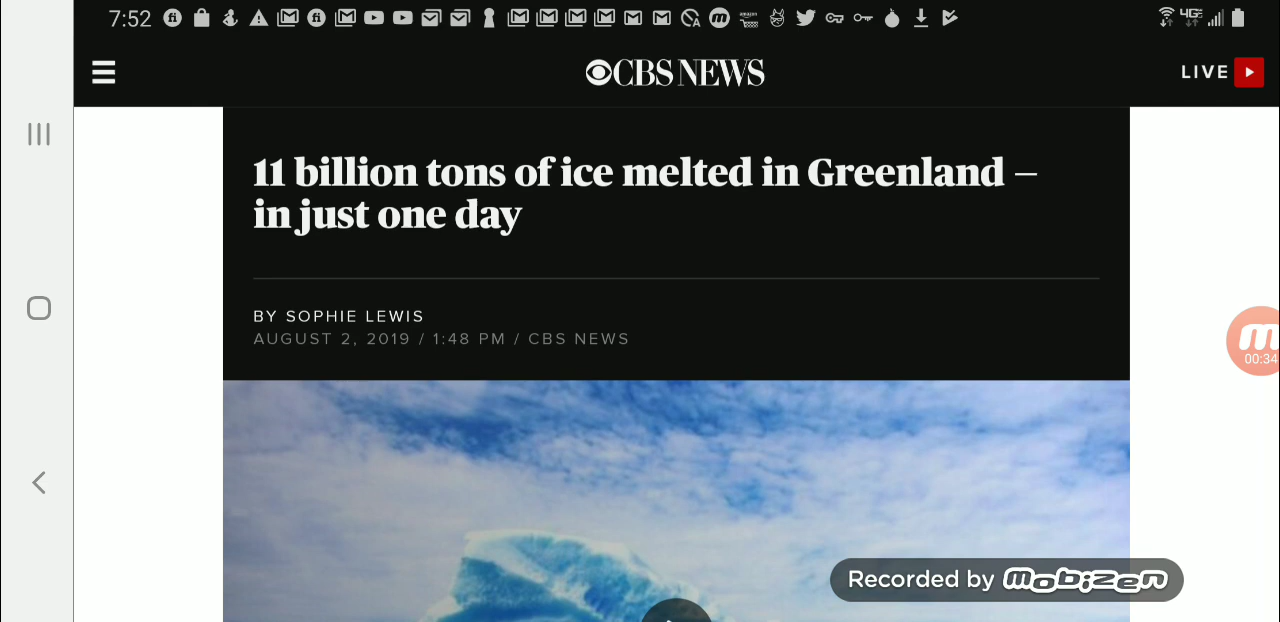 7:52
4GE
CBS NEWS
LIVE
11 billion tons of ice melted in Greenland –
in just one day
BY SOPHIE LEWIS
AUGUST 2, 2019 / 1:48 PM / CBS NEWS
00:34
Recorded by mobizen